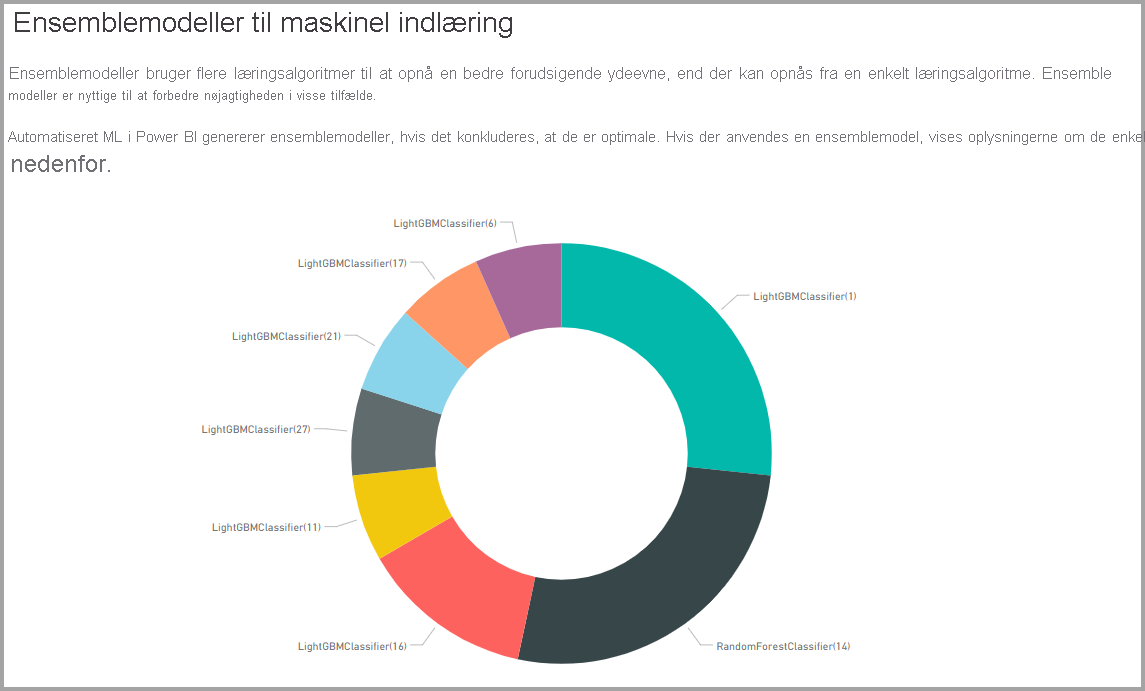 Ensemblemodeller til maskinel indlæring
Ensemblemodeller bruger flere læringsalgoritmer til at opnå en bedre forudsigende ydeevne, end der kan opnås fra en enkelt læringsalgoritme. Ensemble
modeller er nyttige til at forbedre nøjagtigheden i visse tilfælde.
Automatiseret ML i Power BI genererer ensemblemodeller, hvis det konkluderes, at de er optimale. Hvis der anvendes en ensemblemodel, vises oplysningerne om de enkel
nedenfor.
LightGBMClassifier(6)
LightGBMClassifier(17)
LightGBMClassifier(1)
LightGBMClassifier(21)
LightGBMClassifier(27)
LightGBMClassifier(11)
LightGBMClassifier(16)
RandomForestClassifier(14)